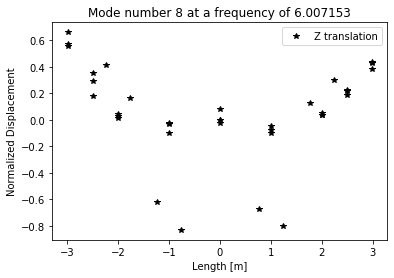 Mode number 8 at a frequency of 6.007153
Z translation
Normalized Displacement
0.6
0.4
0.2
0.0
−0.2
−0.4
−0.6
−0.8
−3 −2 −1 0 1 2 3
Length [m]